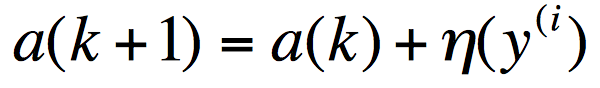 a(k + 1) = a(k) + η(y^(i)